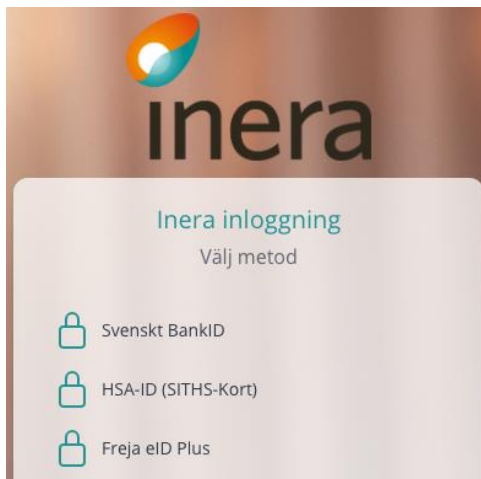 inera
Inera inloggning
Välj metod
Svenskt BankID
HSA-ID (SITHS-Kort)
Freja eID Plus